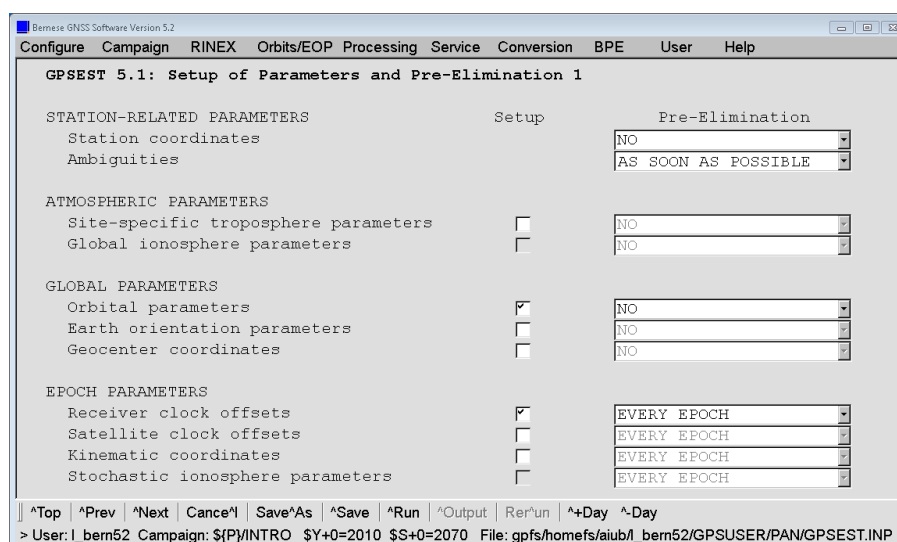 Bernese GNSS Software Version 5.2
Configure Campaign RINEX Orbits/EOP Processing Service Conversion BPE User Help
GPSEST 5.1: Setup of Parameters and Pre-Elimination 1
STATION-RELATED PARAMETERS Setup Pre-Elimination
Station coordinates NO
Ambiguities AS SOON AS POSSIBLE
ATMOSPHERIC PARAMETERS
Site-specific troposphere parameters NO
Global ionosphere parameters NO
GLOBAL PARAMETERS
Orbital parameters NO
Earth orientation parameters NO
Geocenter coordinates NO
EPOCH PARAMETERS
Receiver clock offsets EVERY EPOCH
Satellite clock offsets EVERY EPOCH
Kinematic coordinates EVERY EPOCH
Stochastic ionosphere parameters EVERY EPOCH
^Top | ^Prev | ^Next | Cance^l | Save^As | ^Save | ^Run | ^Output | Rer^un | ^+Day ^-Day
> User: l_bern52 Campaign: ${P}/INTRO $Y+0=2010 $S+0=2070 File: gpfs/homefs/aiub/l_bern52/GPSUSER/PAN/GPSEST.INP